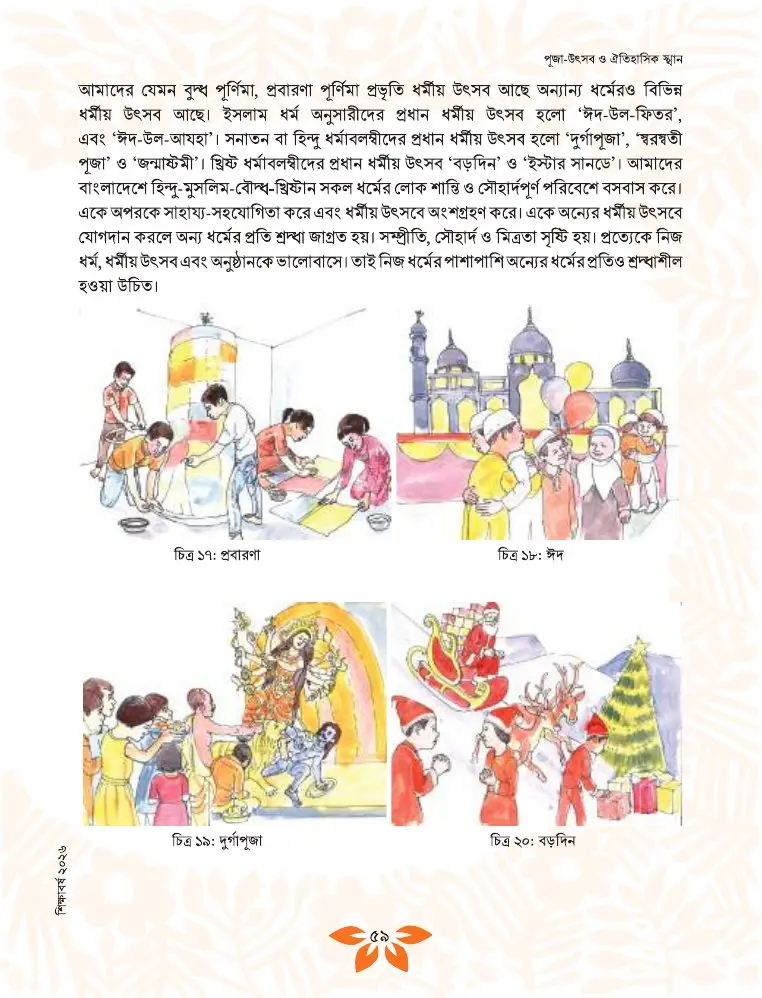 পূজা-উৎসব ও ঐতিহাসিক স্থান
আমাদের যেমন বুদ্ধ পূর্ণিমা, প্রবারণা পূর্ণিমা প্রভৃতি ধর্মীয় উৎসব আছে অন্যান্য ধর্মেরও বিভিন্ন
ধর্মীয় উৎসব আছে। ইসলাম ধর্ম অনুসারীদের প্রধান ধর্মীয় উৎসব হলো ‘ঈদ-উল-ফিতর’,
এবং ‘ঈদ-উল-আযহা’। সনাতন বা হিন্দু ধর্মাবলম্বীদের প্রধান ধর্মীয় উৎসব হলো ‘দুর্গাপূজা’, ‘স্বরস্বতী
পূজা’ ও ‘জন্মাষ্টমী’। খ্রিষ্ট ধর্মাবলম্বীদের প্রধান ধর্মীয় উৎসব ‘বড়দিন’ ও ‘ইস্টার সানডে’। আমাদের
বাংলাদেশে হিন্দু-মুসলিম-বৌদ্ধ-খ্রিষ্টান সকল ধর্মের লোক শান্তি ও সৌহার্দপূর্ণ পরিবেশে বসবাস করে।
একে অপরকে সাহায্য-সহযোগিতা করে এবং ধর্মীয় উৎসবে অংশগ্রহণ করে। একে অন্যের ধর্মীয় উৎসবে
যোগদান করলে অন্য ধর্মের প্রতি শ্রদ্ধা জাগ্রত হয়। সম্প্রীতি, সৌহার্দ ও মিত্রতা সৃষ্টি হয়। প্রত্যেকে নিজ
ধর্ম, ধর্মীয় উৎসব এবং অনুষ্ঠানকে ভালোবাসে। তাই নিজ ধর্মের পাশাপাশি অন্যের ধর্মের প্রতিও শ্রদ্ধাশীল
হওয়া উচিত।
চিত্র ১৭: প্রবারণা
চিত্র ১৮: ঈদ
চিত্র ১৯: দুর্গাপূজা
চিত্র ২০: বড়দিন
শিক্ষাবর্ষ ২০২৬
৫৯